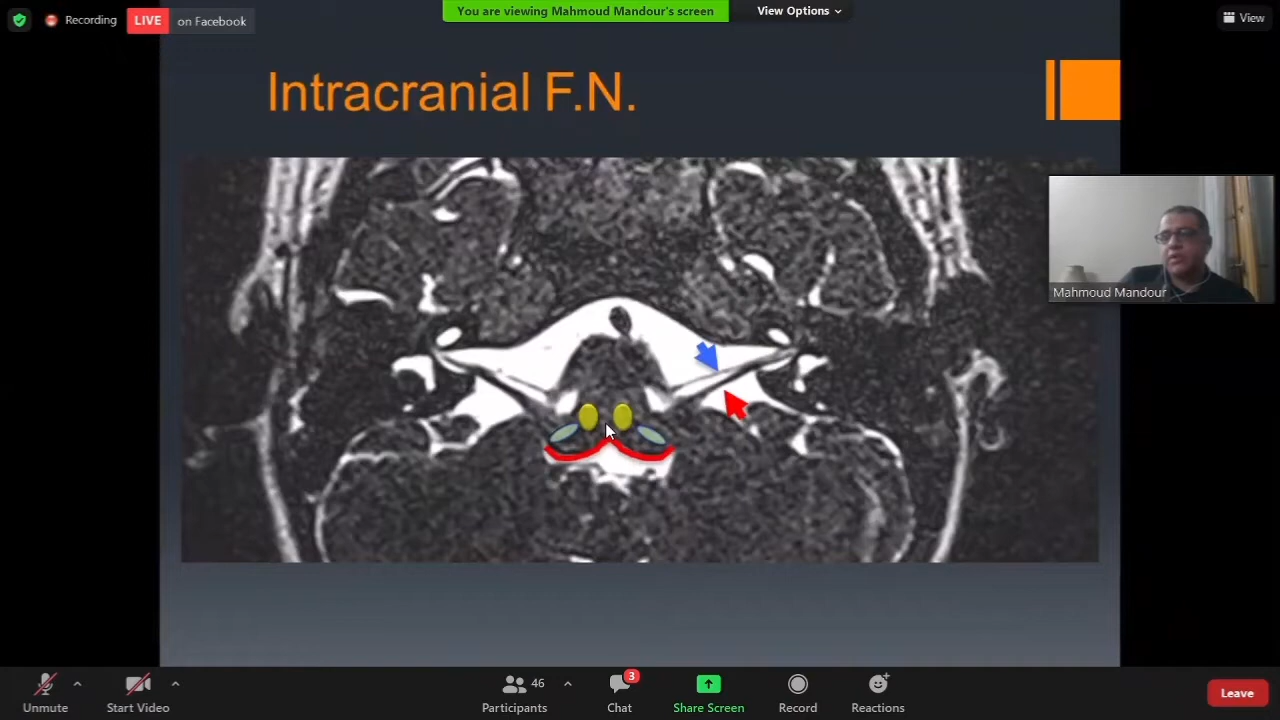 You are viewing Mahmoud Mandour's screen
View Options
Recording
LIVE
on Facebook
View
Intracranial F.N.
Mahmoud Mandour
Unmute
Start Video
46
Participants
3
Chat
Share Screen
Record
Reactions
Leave